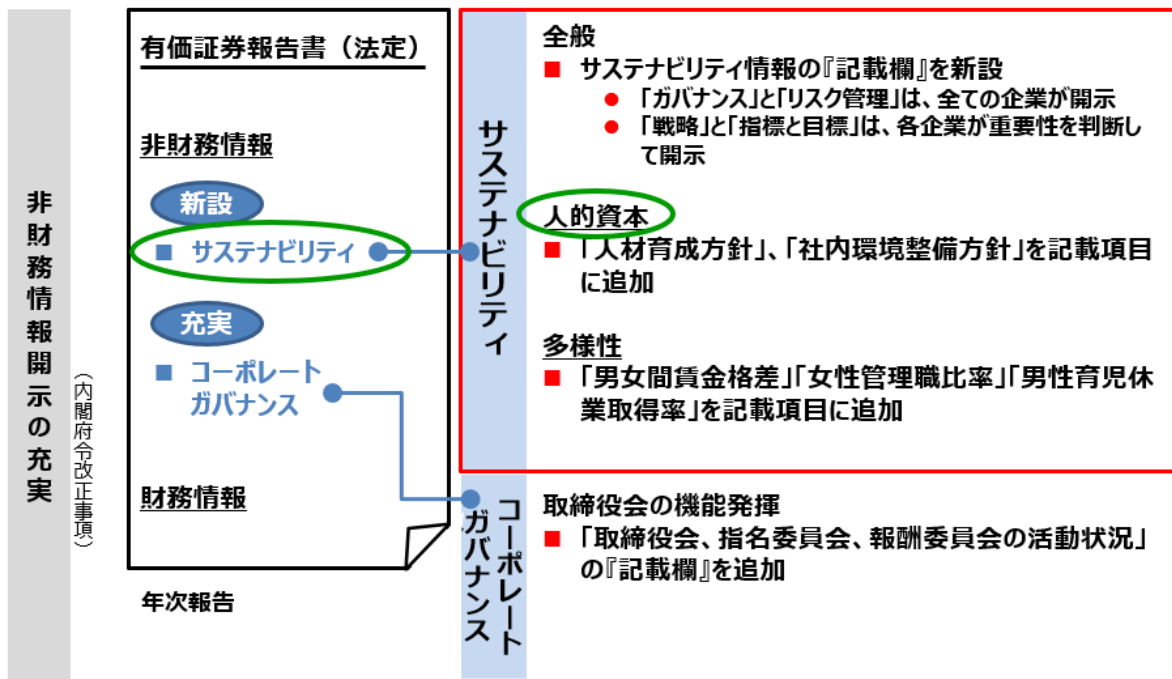 非財務情報開示の充実
（内閣府令改正事項）
有価証券報告書（法定）
非財務情報
新設
■ サステナビリティ
充実
■ コーポレート
ガバナンス
財務情報
年次報告
サステナビリティ
全般
■ サステナビリティ情報の『記載欄』を新設
● 「ガバナンス」と「リスク管理」は、全ての企業が開示
● 「戦略」と「指標と目標」は、各企業が重要性を判断し
て開示
人的資本
■ 「人材育成方針」、「社内環境整備方針」を記載項目
に追加
多様性
■ 「男女間賃金格差」「女性管理職比率」「男性育児休
業取得率」を記載項目に追加
コーポレート
ガバナンス
取締役会の機能発揮
■ 「取締役会、指名委員会、報酬委員会の活動状況」
の『記載欄』を追加